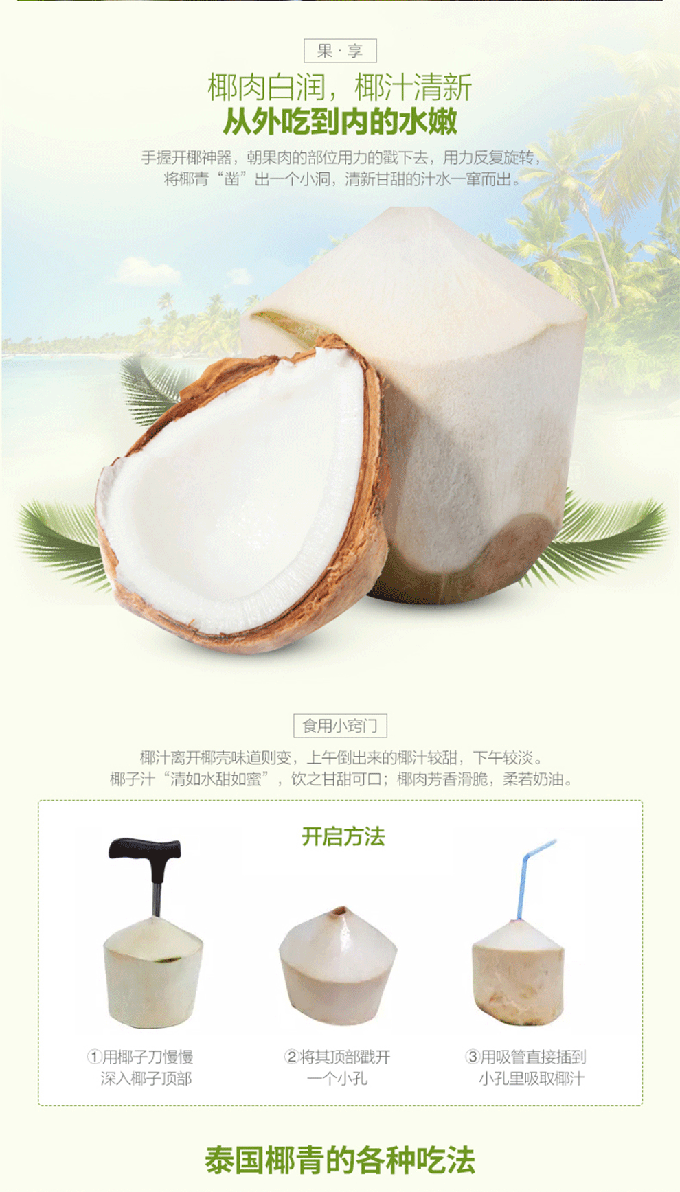 果·享
椰肉白润，椰汁清新
从外吃到内的水嫩
手握开椰神器，朝果肉的部位用力的戳下去，用力反复旋转，
将椰青“凿”出一个小洞，清新甘甜的汁水一窜而出。
食用小窍门
椰汁离开椰壳味道则变，上午倒出来的椰汁较甜，下午较淡。
椰子汁“清如水甜如蜜”，饮之甘甜可口；椰肉芳香滑脆，柔若奶油。
开启方法
①用椰子刀慢慢
深入椰子顶部
②将其顶部戳开
一个小孔
③用吸管直接插到
小孔里吸取椰汁
泰国椰青的各种吃法